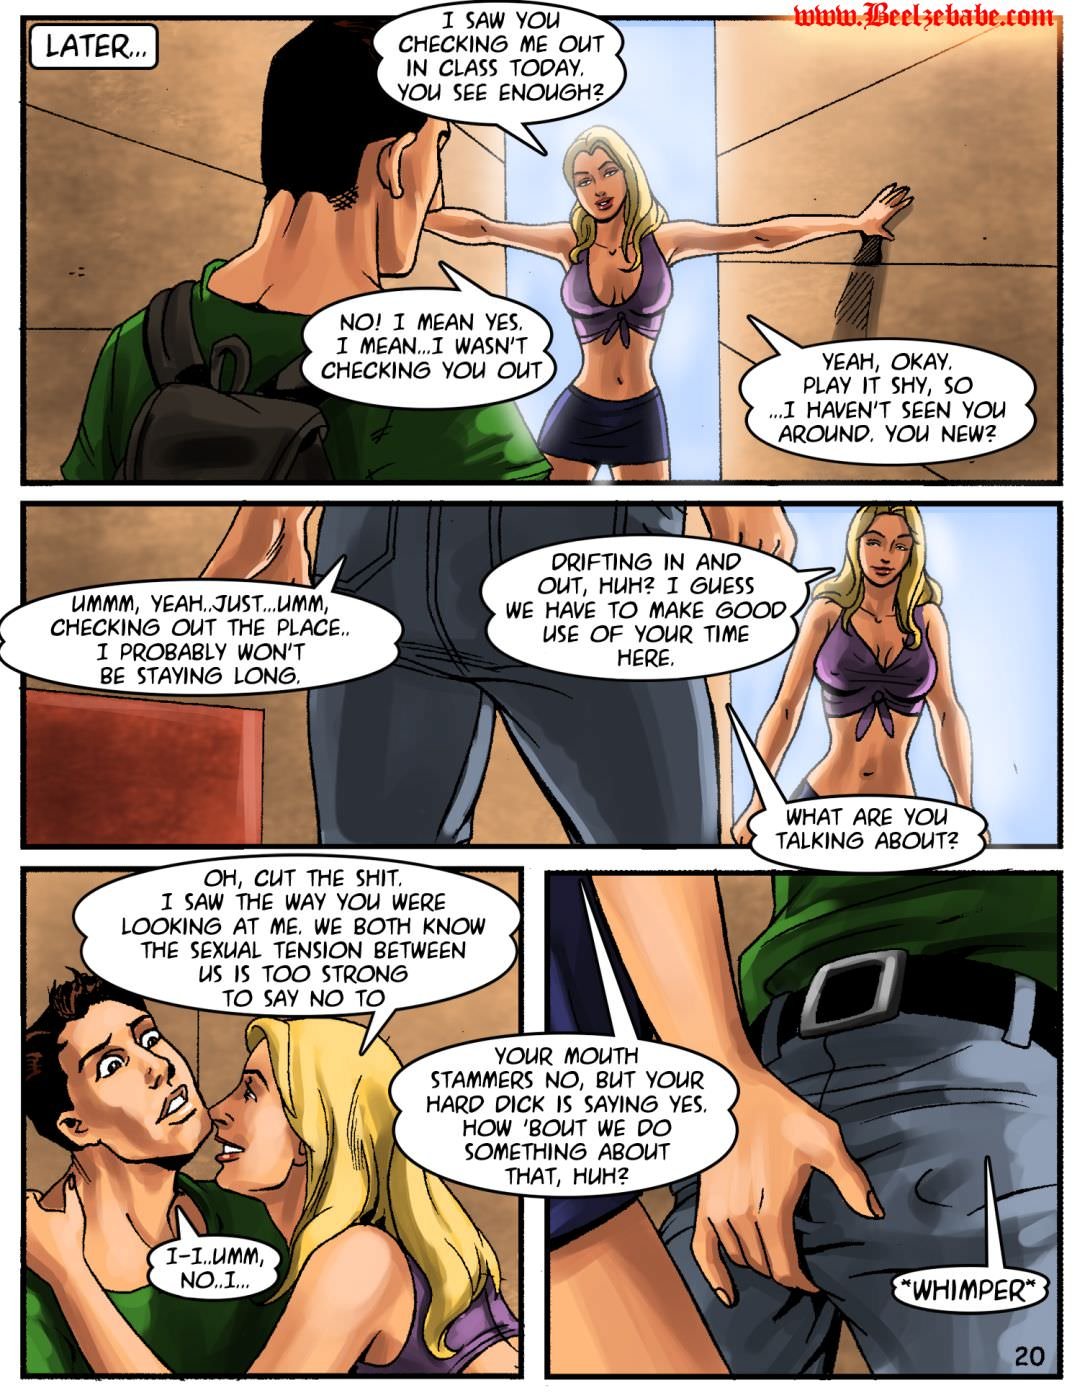 www.Beelzebabe.com
LATER...
I SAW YOU
CHECKING ME OUT
IN CLASS TODAY.
YOU SEE ENOUGH?
NO! I MEAN YES.
I MEAN...I WASN'T
CHECKING YOU OUT
YEAH, OKAY.
PLAY IT SHY, SO
...I HAVEN'T SEEN YOU
AROUND. YOU NEW?
UMMM, YEAH..JUST...UMM,
CHECKING OUT THE PLACE..
I PROBABLY WON'T
BE STAYING LONG.
DRIFTING IN AND
OUT, HUH? I GUESS
WE HAVE TO MAKE GOOD
USE OF YOUR TIME
HERE.
WHAT ARE YOU
TALKING ABOUT?
OH, CUT THE SHIT.
I SAW THE WAY YOU WERE
LOOKING AT ME. WE BOTH KNOW
THE SEXUAL TENSION BETWEEN
US IS TOO STRONG
TO SAY NO TO
I-I..UMM,
NO..I...
YOUR MOUTH
STAMMERS NO, BUT YOUR
HARD DICK IS SAYING YES.
HOW 'BOUT WE DO
SOMETHING ABOUT
THAT, HUH?
*WHIMPER*
20